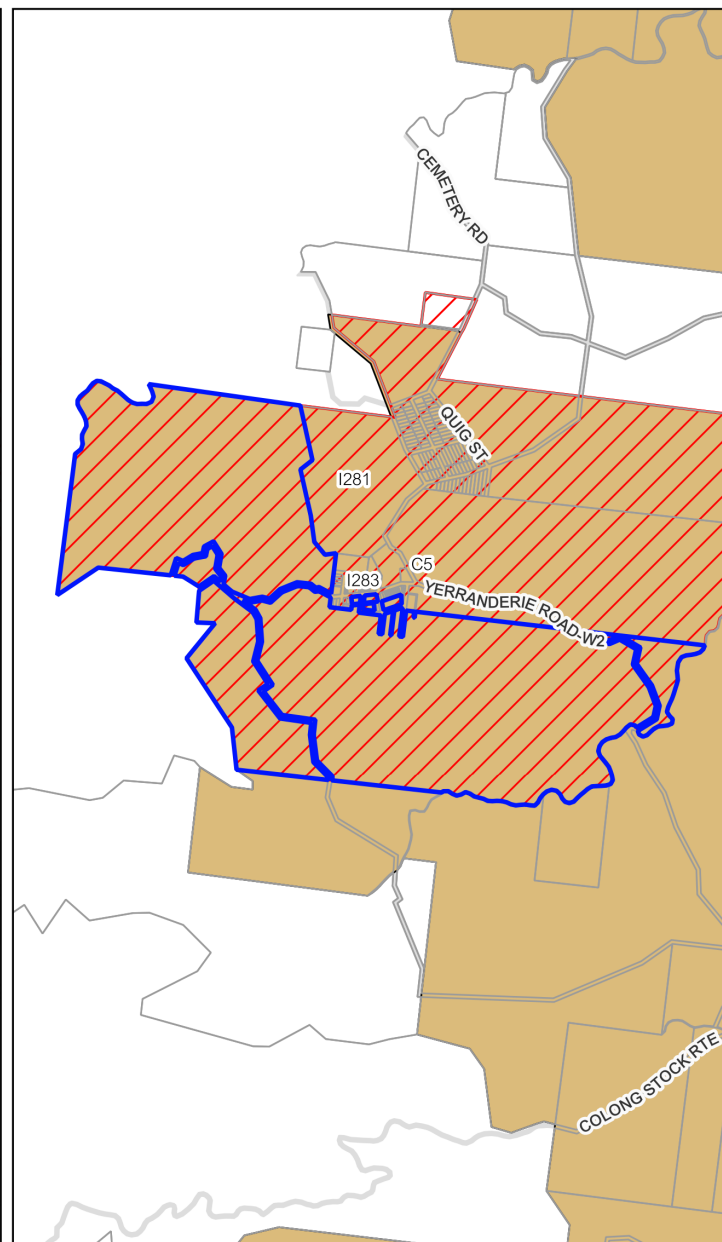 CEMETERY RD
QUIG ST
I281
C5
I283
YERRANDERIE ROAD-W2
COLONG STOCK RTE